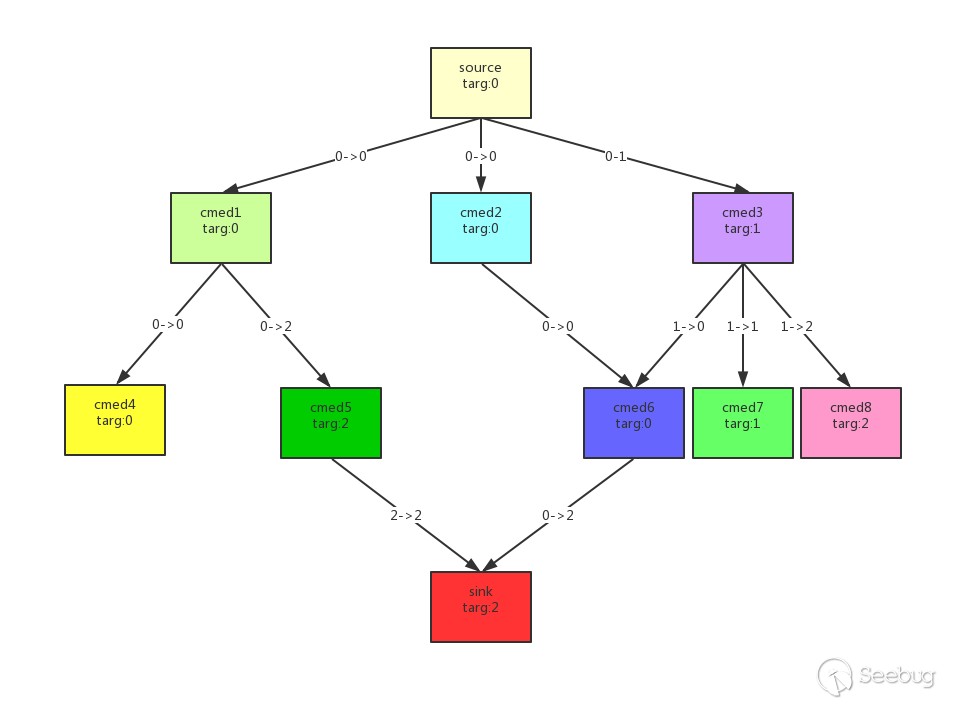 source
targ:0
0->0
0->0
0-1
cmed1
targ:0
cmed2
targ:0
cmed3
targ:1
0->0
0->2
0->0
1->0
1->1
1->2
cmed4
targ:0
cmed5
targ:2
cmed6
targ:0
cmed7
targ:1
cmed8
targ:2
2->2
0->2
sink
targ:2
Seebug